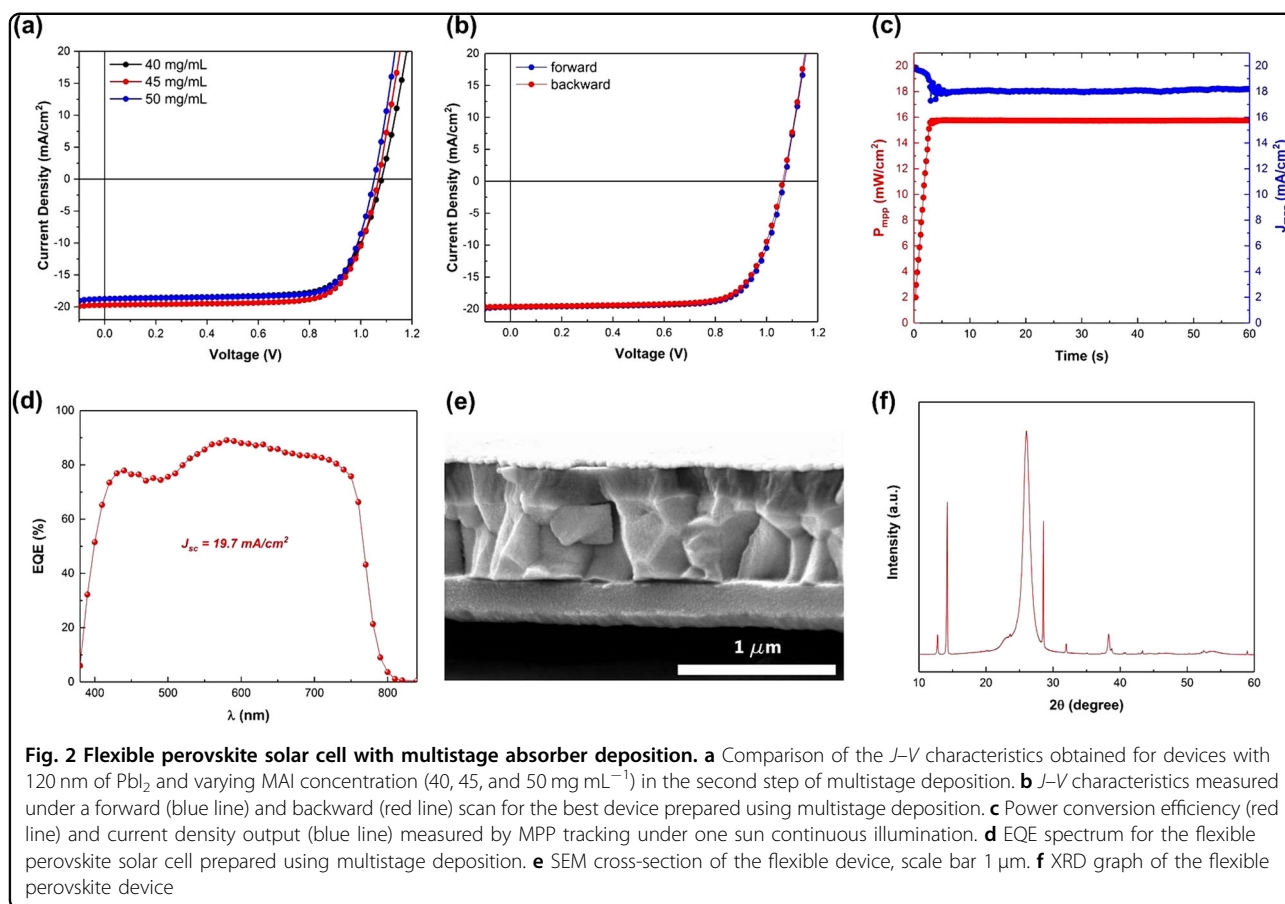 (a)
20
15
10
5
0
-5
-10
-15
-20
Current Density (mA/cm²)
40 mg/mL
45 mg/mL
50 mg/mL
0.0 0.2 0.4 0.6 0.8 1.0 1.2
Voltage (V)
(b)
20
15
10
5
0
-5
-10
-15
-20
Current Density (mA/cm²)
forward
backward
0.0 0.2 0.4 0.6 0.8 1.0 1.2
Voltage (V)
(c)
20
18
16
14
12
10
8
6
4
2
0
Pmpp (mW/cm²)
20
18
16
14
12
10
8
6
4
2
0
(mA/cm²)
0 10 20 30 40 50 60
Time (s)
(d)
100
80
60
40
20
0
EQE (%)
Jsc = 19.7 mA/cm²
400 500 600 700 800
λ (nm)
(e)
1 μm
(f)
Intensity (a.u.)
10 20 30 40 50 60
2θ (degree)
Fig. 2 Flexible perovskite solar cell with multistage absorber deposition. a Comparison of the J–V characteristics obtained for devices with
120 nm of PbI₂ and varying MAI concentration (40, 45, and 50 mg mL⁻¹) in the second step of multistage deposition. b J–V characteristics measured
under a forward (blue line) and backward (red line) scan for the best device prepared using multistage deposition. c Power conversion efficiency (red
line) and current density output (blue line) measured by MPP tracking under one sun continuous illumination. d EQE spectrum for the flexible
perovskite solar cell prepared using multistage deposition. e SEM cross-section of the flexible device, scale bar 1 μm. f XRD graph of the flexible
perovskite device